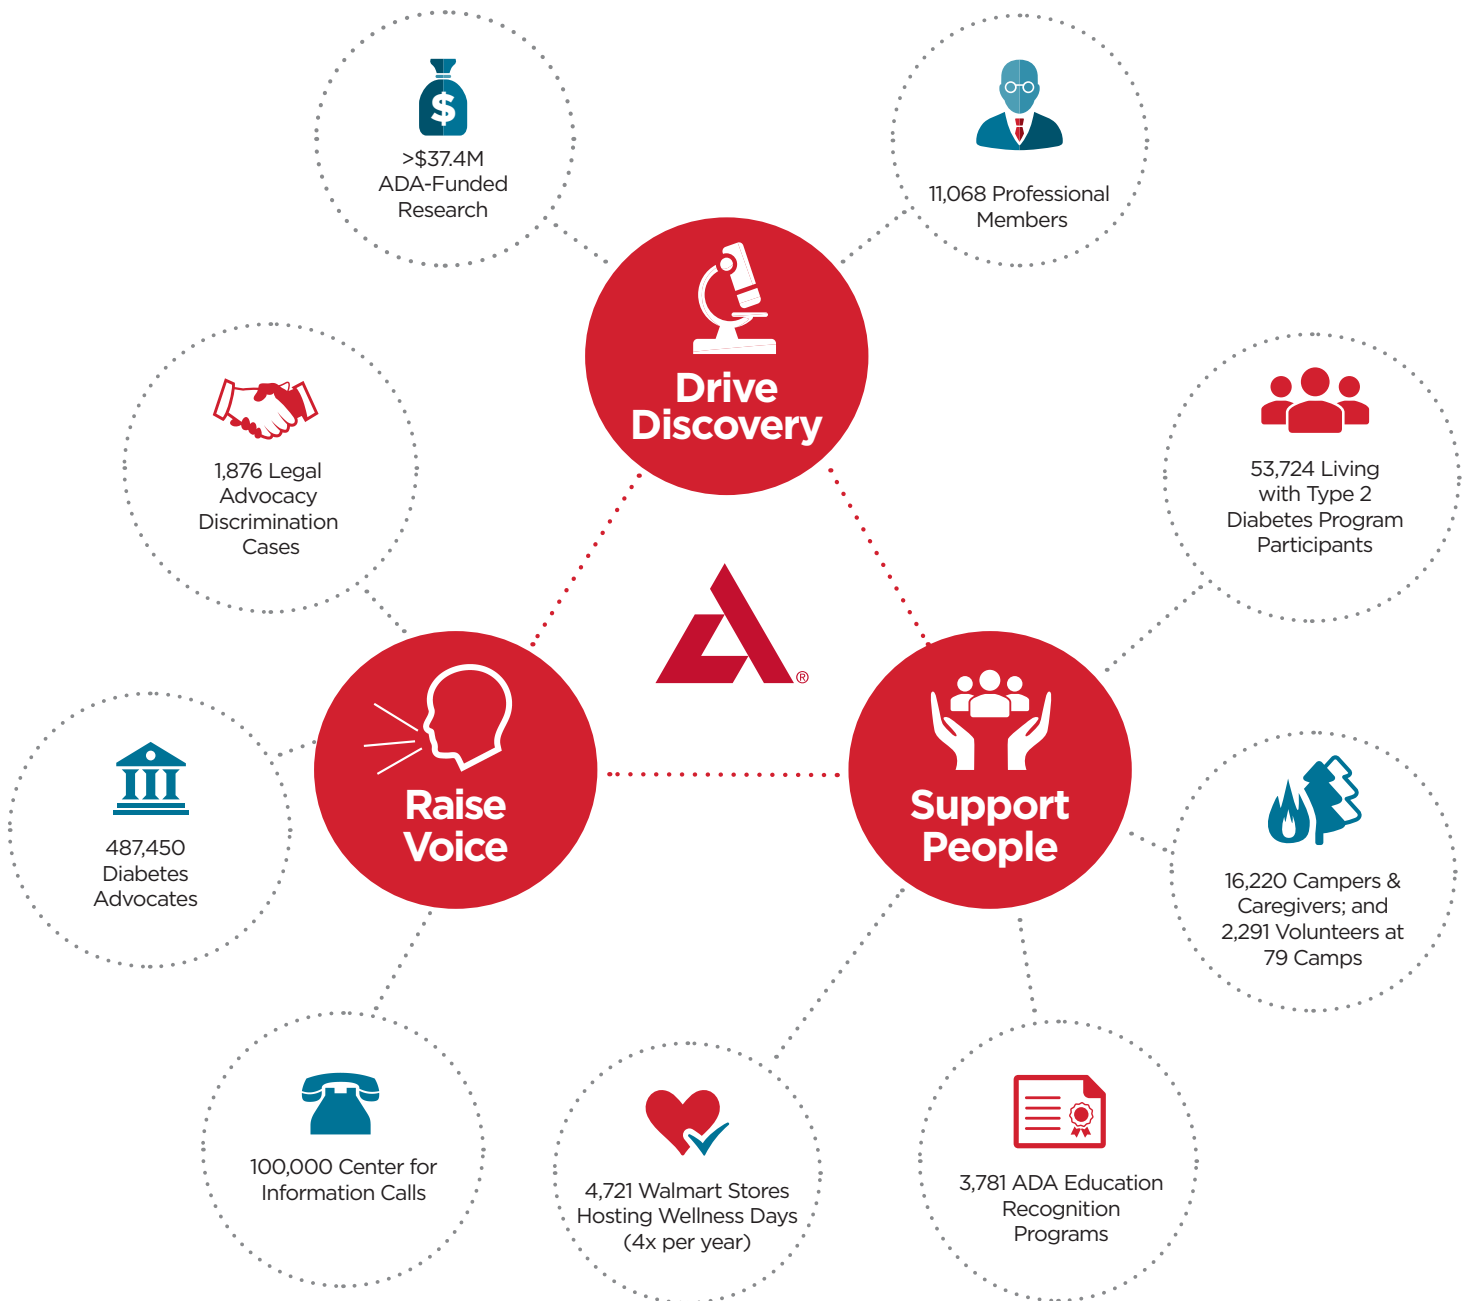 $
>$37.4M
ADA-Funded
Research
11,068 Professional
Members
Drive
Discovery
1,876 Legal
Advocacy
Discrimination
Cases
53,724 Living
with Type 2
Diabetes Program
Participants
®
Raise
Voice
Support
People
487,450
Diabetes
Advocates
16,220 Campers &
Caregivers; and
2,291 Volunteers at
79 Camps
100,000 Center for
Information Calls
4,721 Walmart Stores
Hosting Wellness Days
(4x per year)
3,781 ADA Education
Recognition
Programs